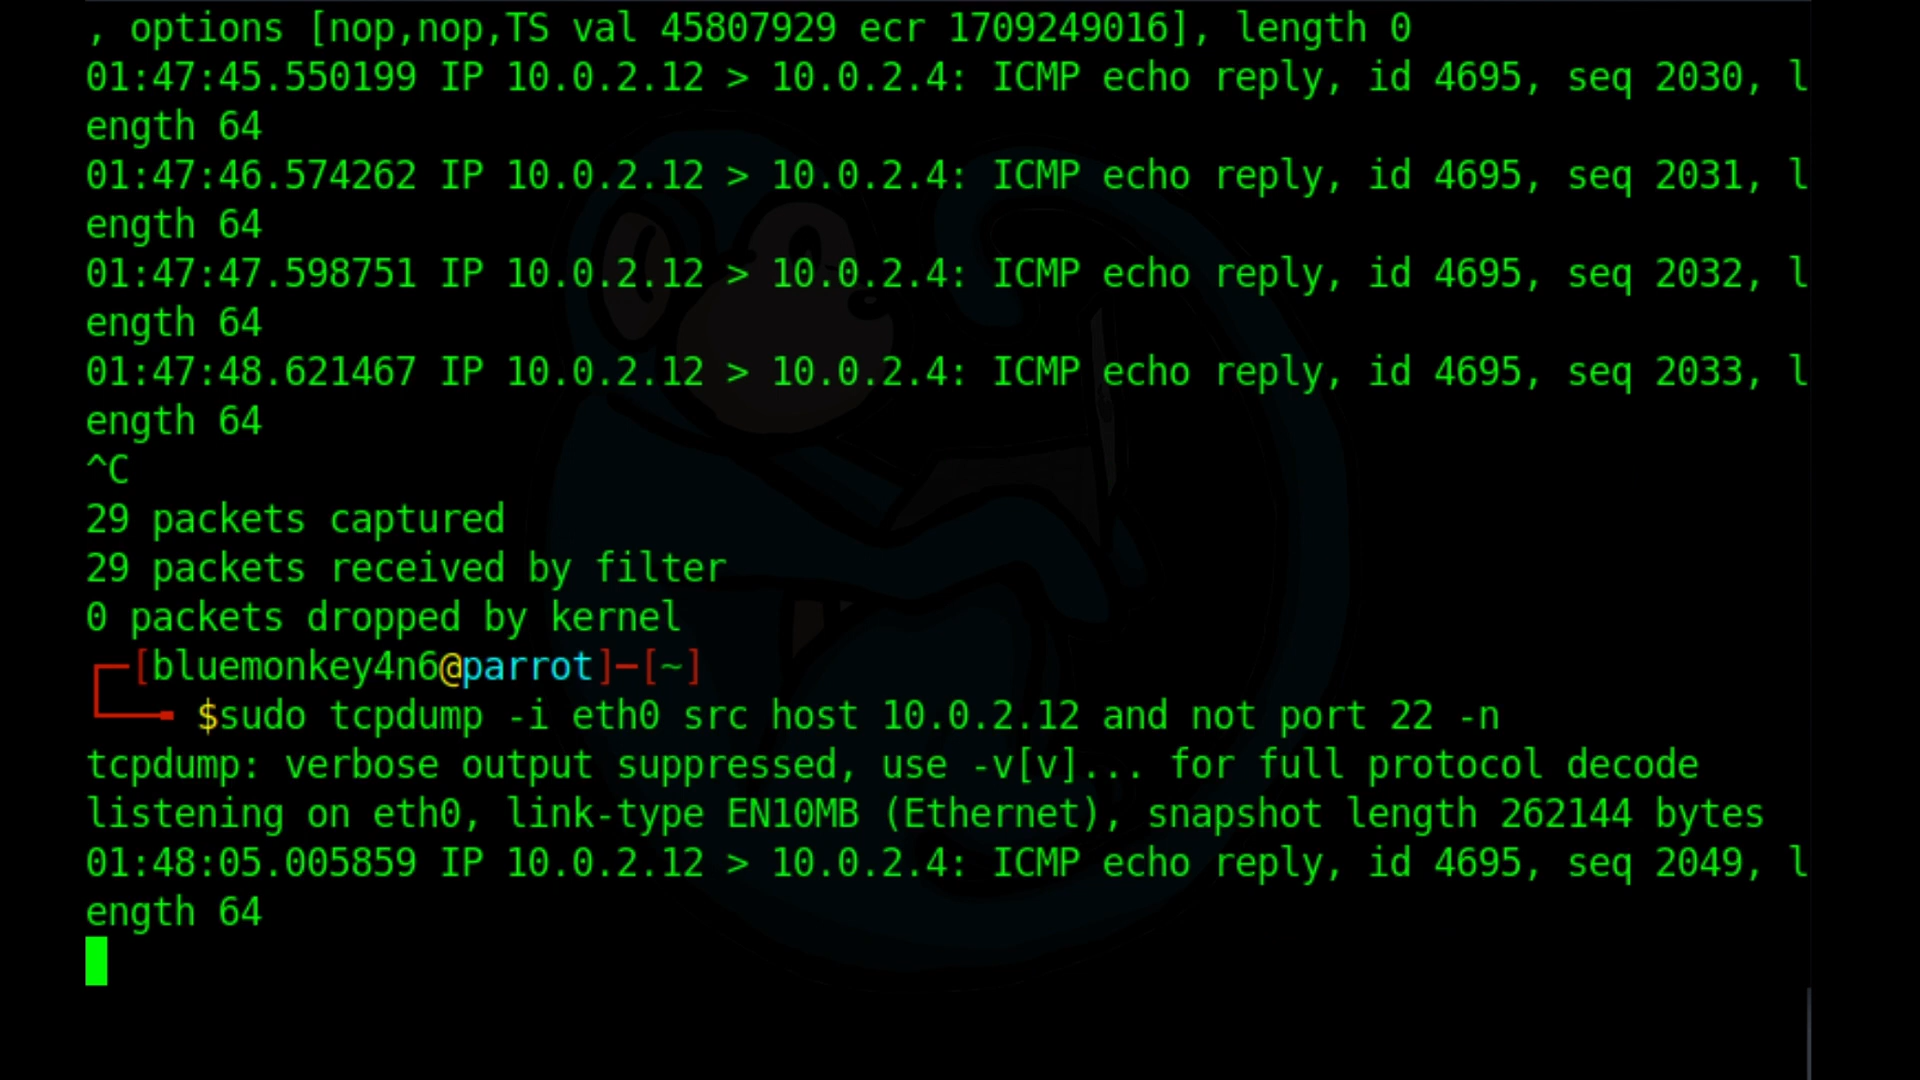 , options [nop,nop,TS val 45807929 ecr 1709249016], length 0
01:47:45.550199 IP 10.0.2.12 > 10.0.2.4: ICMP echo reply, id 4695, seq 2030, l
ength 64
01:47:46.574262 IP 10.0.2.12 > 10.0.2.4: ICMP echo reply, id 4695, seq 2031, l
ength 64
01:47:47.598751 IP 10.0.2.12 > 10.0.2.4: ICMP echo reply, id 4695, seq 2032, l
ength 64
01:47:48.621467 IP 10.0.2.12 > 10.0.2.4: ICMP echo reply, id 4695, seq 2033, l
ength 64
^C
29 packets captured
29 packets received by filter
0 packets dropped by kernel
┌─[bluemonkey4n6@parrot]─[~]
└──╼ $sudo tcpdump -i eth0 src host 10.0.2.12 and not port 22 -n
tcpdump: verbose output suppressed, use -v[v]... for full protocol decode
listening on eth0, link-type EN10MB (Ethernet), snapshot length 262144 bytes
01:48:05.005859 IP 10.0.2.12 > 10.0.2.4: ICMP echo reply, id 4695, seq 2049, l
ength 64